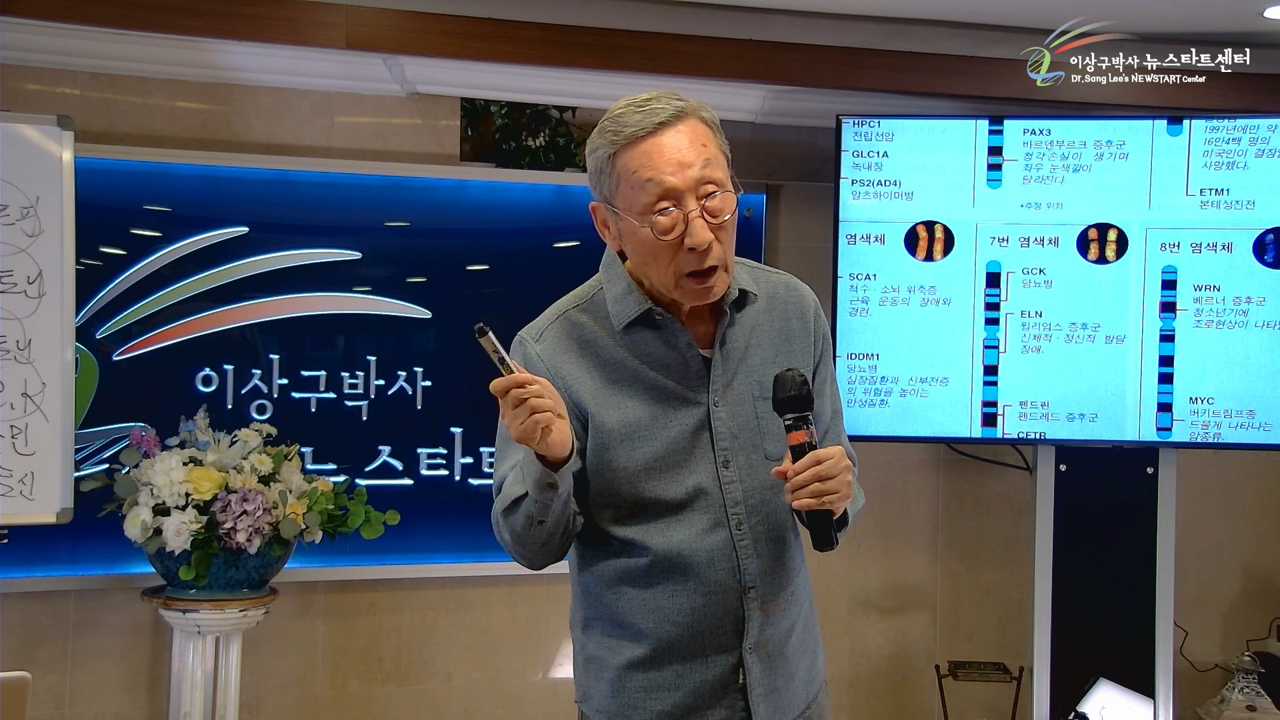 이상구박사 뉴스타트센터
Dr. Sang Lee's NEWSTART Center
HPC1
전립선암
GLC1A
녹내장
PS2(AD4)
알츠하이머병
PAX3
바르덴부르크 증후군
청각손실이 생기며
좌우 눈색깔이
달라진다.
*추정 위치
1997년에만 약
16만4백 명의
미국인이
사망했다.
ETM1
본태성진전
염색체
SCA1
척수·소뇌 위축증
근육 운동의 장애와
경련.
IDDM1
당뇨병
심장질환과 신부전증
의 위험을 높이는
만성질환.
7번 염색체
GCK
당뇨병
ELN
윌리엄스 증후군
신체적·정신적 발달
장애.
펜드린
펜드레드 증후군
CFTR
8번 염색체
WRN
베르너 증후군
청소년기에
조로현상이
MYC
버키트림프종
드물게 나타나는
암종류.
이상구박사
뉴스타트